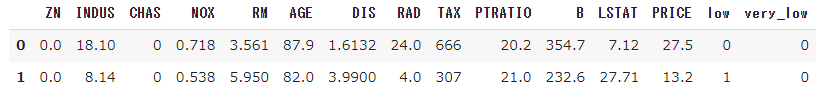 ZN INDUS CHAS NOX RM AGE DIS RAD TAX PTRATIO B LSTAT PRICE low very_low
0 0.0 18.10 0 0.718 3.561 87.9 1.6132 24.0 666 20.2 354.7 7.12 27.5 0 0
1 0.0 8.14 0 0.538 5.950 82.0 3.9900 4.0 307 21.0 232.6 27.71 13.2 1 0